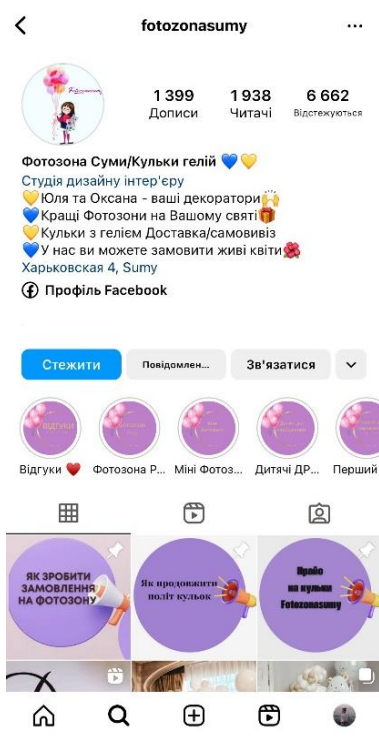 fotozonasumy
1 399 1 938 6 662
Дописи Читачі Відстежуються
Фотозона Суми/Кульки гелій 💙💛
Студія дизайну інтер'єру
💛Юля та Оксана - ваші декоратори🙌
💙Кращі Фотозони на Вашому святі🎁
💛Кульки з гелієм Доставка/самовивіз
💙У нас ви можете замовити живі квіти🌺
Харьковская 4, Sumy
Профіль Facebook
Стежити Повідомлен... Зв'язатися
ВІДГУКИ
Відгуки ❤️ Фотозона Р... Міні Фотоз... Дитячі ДР... Перший
ЯК ЗРОБИТИ
ЗАМОВЛЕННЯ
НА ФОТОЗОНУ
Як продовжити
політ кульок
Прайс
на кульки
Fotozonasumy